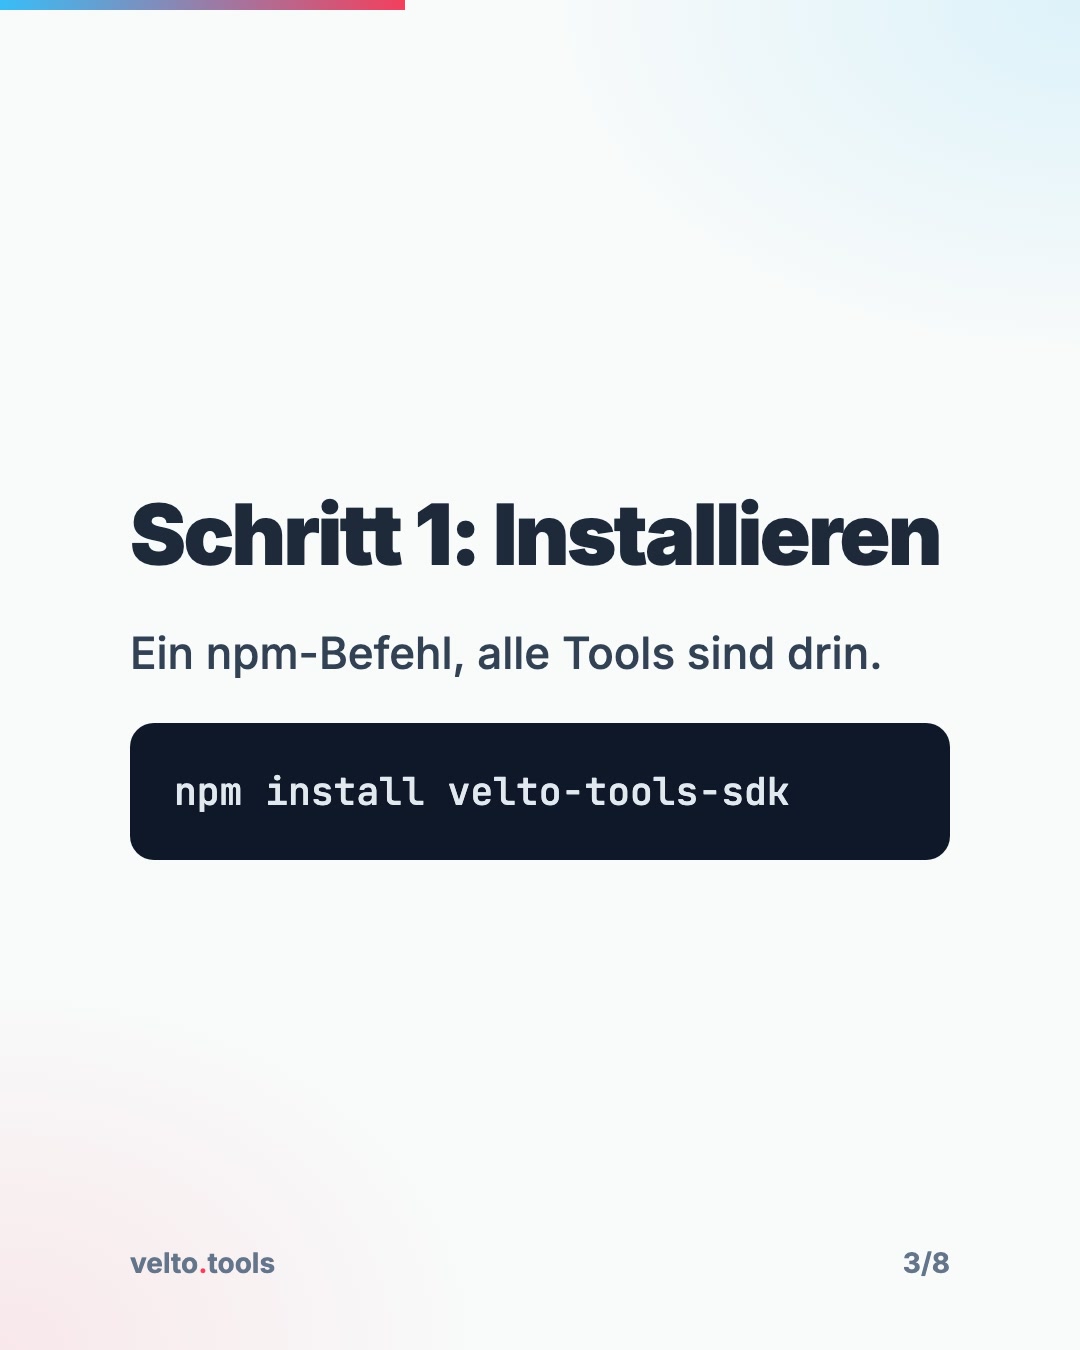 Schritt 1: Installieren
Ein npm-Befehl, alle Tools sind drin.
npm install velto-tools-sdk
velto.tools
3/8